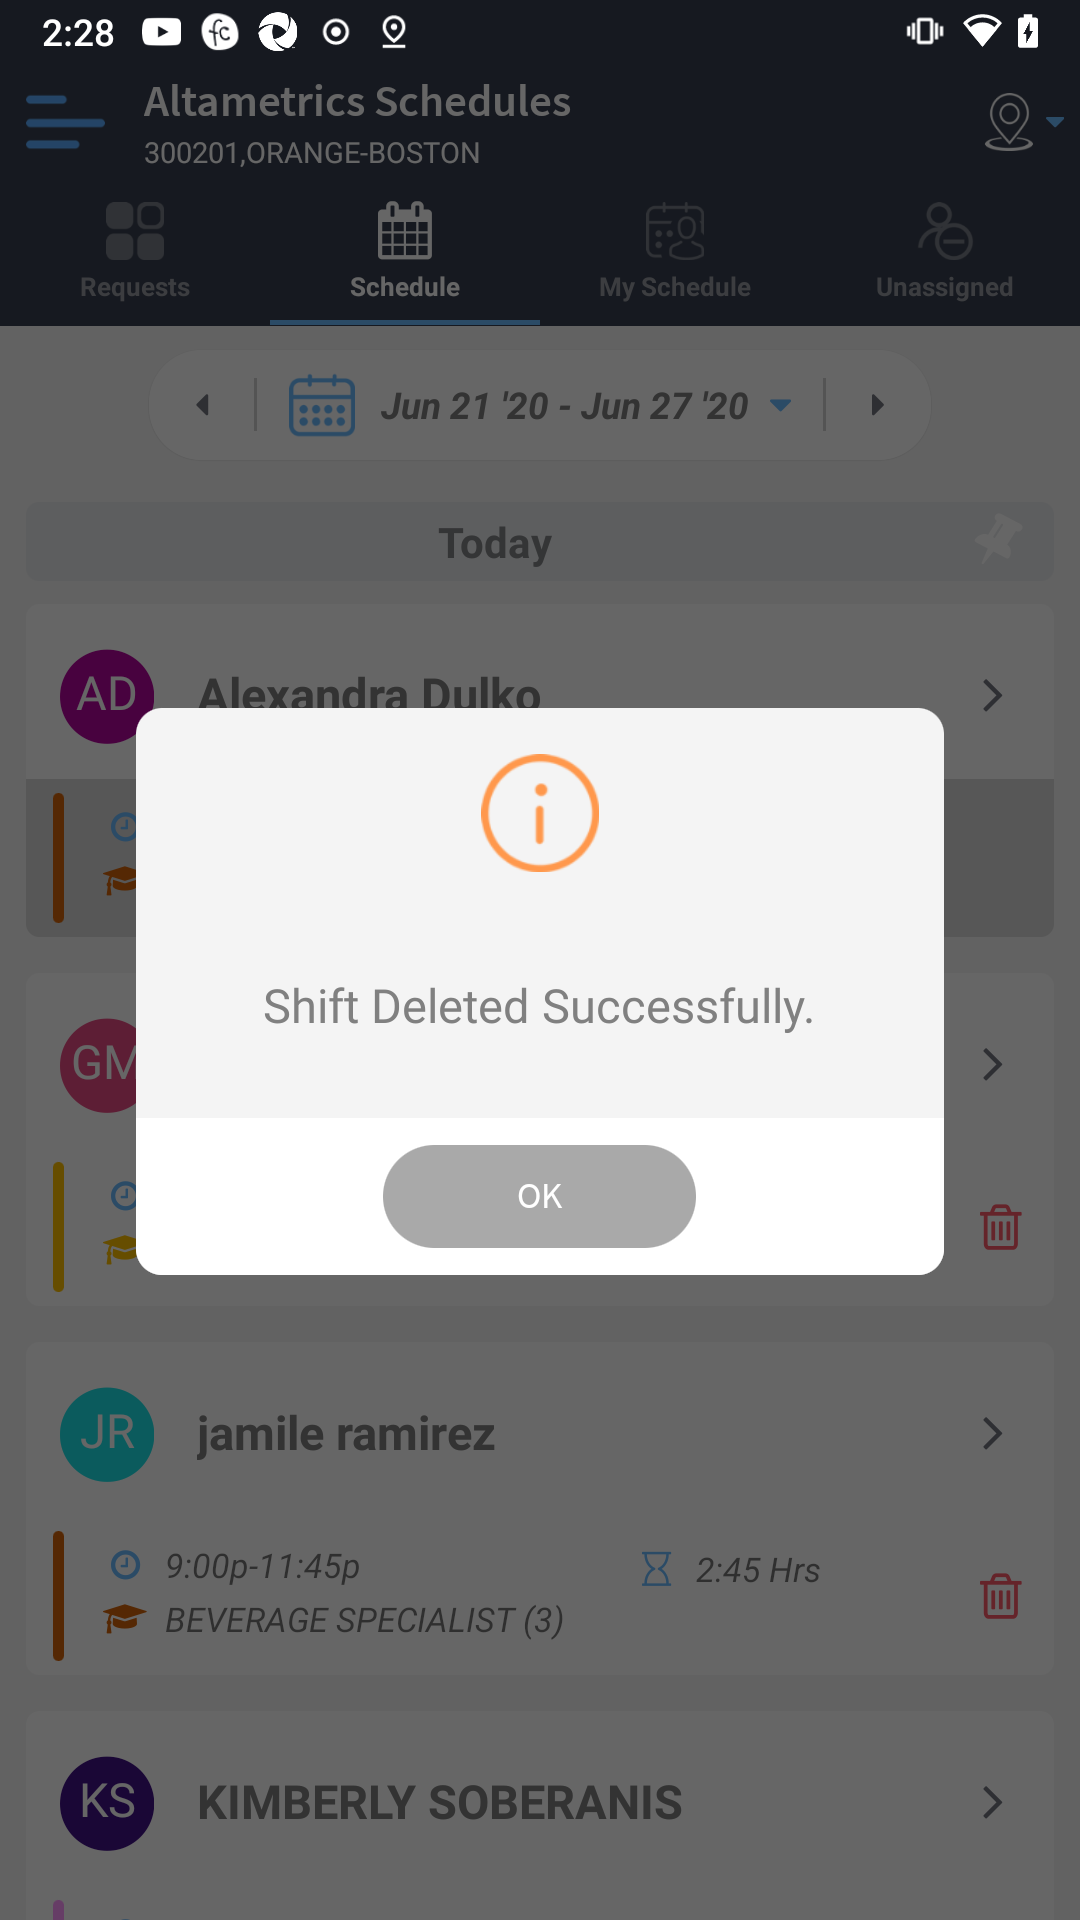 2:28 fc
Altametrics Schedules
300201,ORANGE-BOSTON
Requests Schedule My Schedule Unassigned
Jun 21 '20 - Jun 27 '20
Today
AD Alexandra Dulko
Shift Deleted Successfully.
GM
OK
JR jamile ramirez
9:00p-11:45p 2:45 Hrs
BEVERAGE SPECIALIST (3)
KS KIMBERLY SOBERANIS